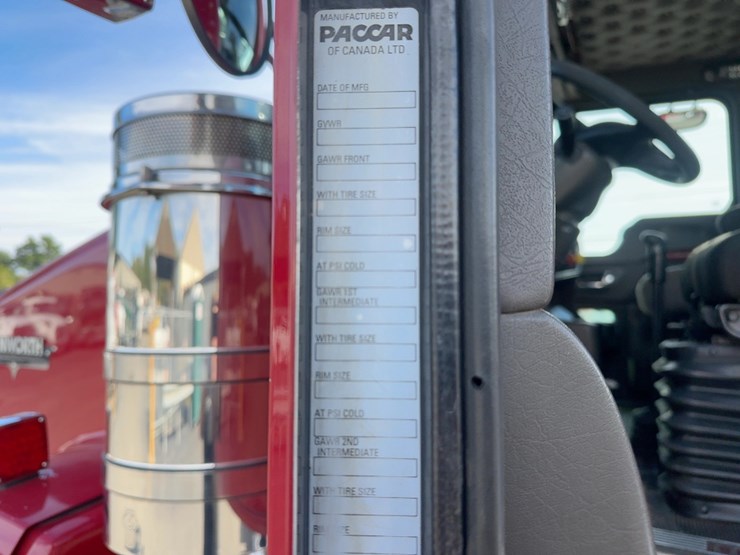 MANUFACTURED BY
PACCAR
OF CANADA LTD
DATE OF MFG
GVWR
GAWR FRONT
WITH TIRE SIZE
RIM SIZE
AT PSI COLD
GAWR 1ST
INTERMEDIATE
WITH TIRE SIZE
RIM SIZE
AT PSI COLD
GAWR 2ND
INTERMEDIATE
WITH TIRE SIZE